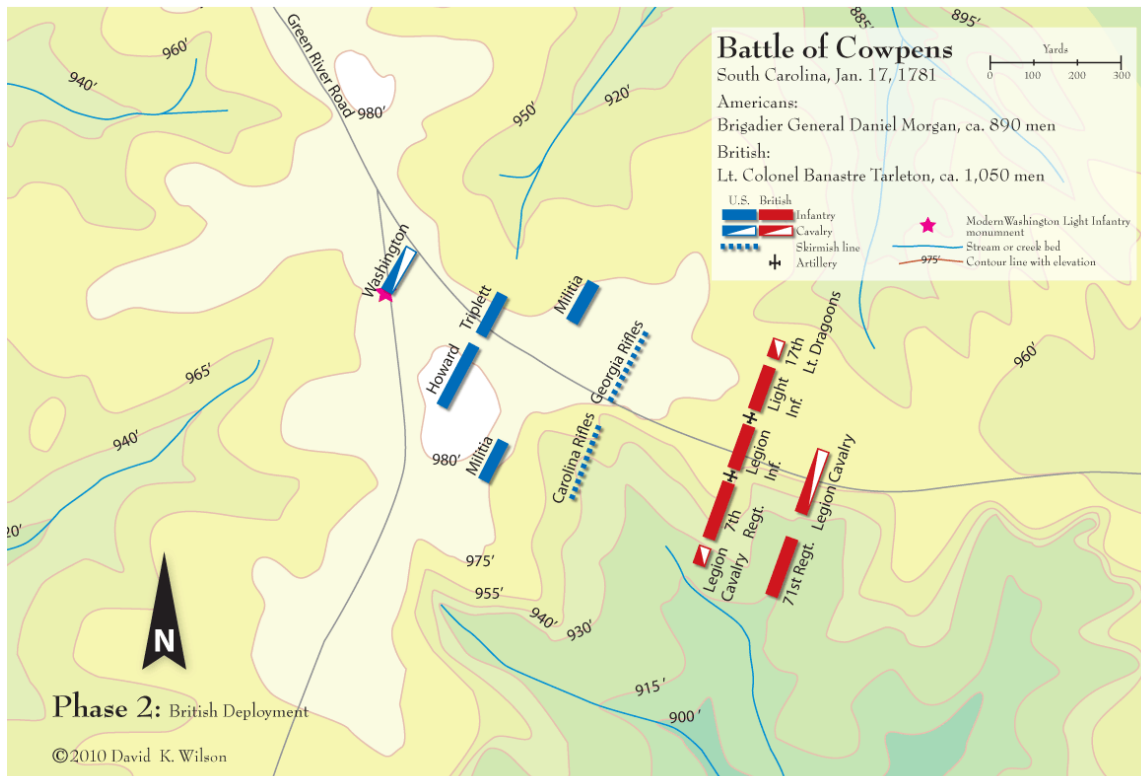 Battle of Cowpens
South Carolina, Jan. 17, 1781
Yards
0 100 200 300
Americans:
Brigadier General Daniel Morgan, ca. 890 men
British:
Lt. Colonel Banastre Tarleton, ca. 1,050 men
U.S. British
Infantry
Cavalry
Skirmish line
Artillery
Modern Washington Light Infantry
monumnent
Stream or creek bed
975' Contour line with elevation
960'
940'
Green River Road
980'
950'
920'
885'
895'
Washington
Triplett
Howard
Militia
Militia
Georgia Rifles
Carolina Rifles
17th
Lt. Dragoons
Light
Inf.
Legion
Inf.
7th
Regt.
Legion
Cavalry
Legion Cavalry
71st Regt.
960'
965'
940'
20'
980'
975'
955'
940'
930'
915'
900'
N
Phase 2: British Deployment
©2010 David K. Wilson